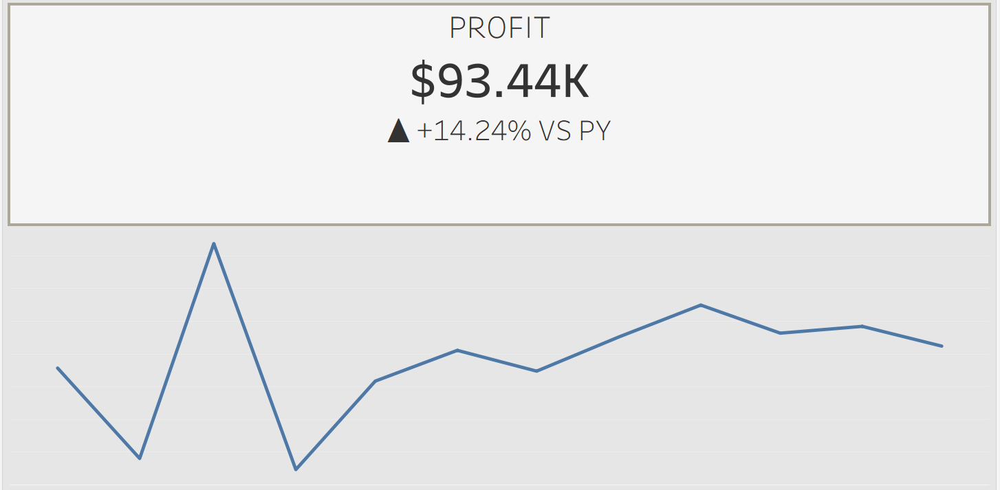 PROFIT
$93.44K
▲ +14.24% VS PY